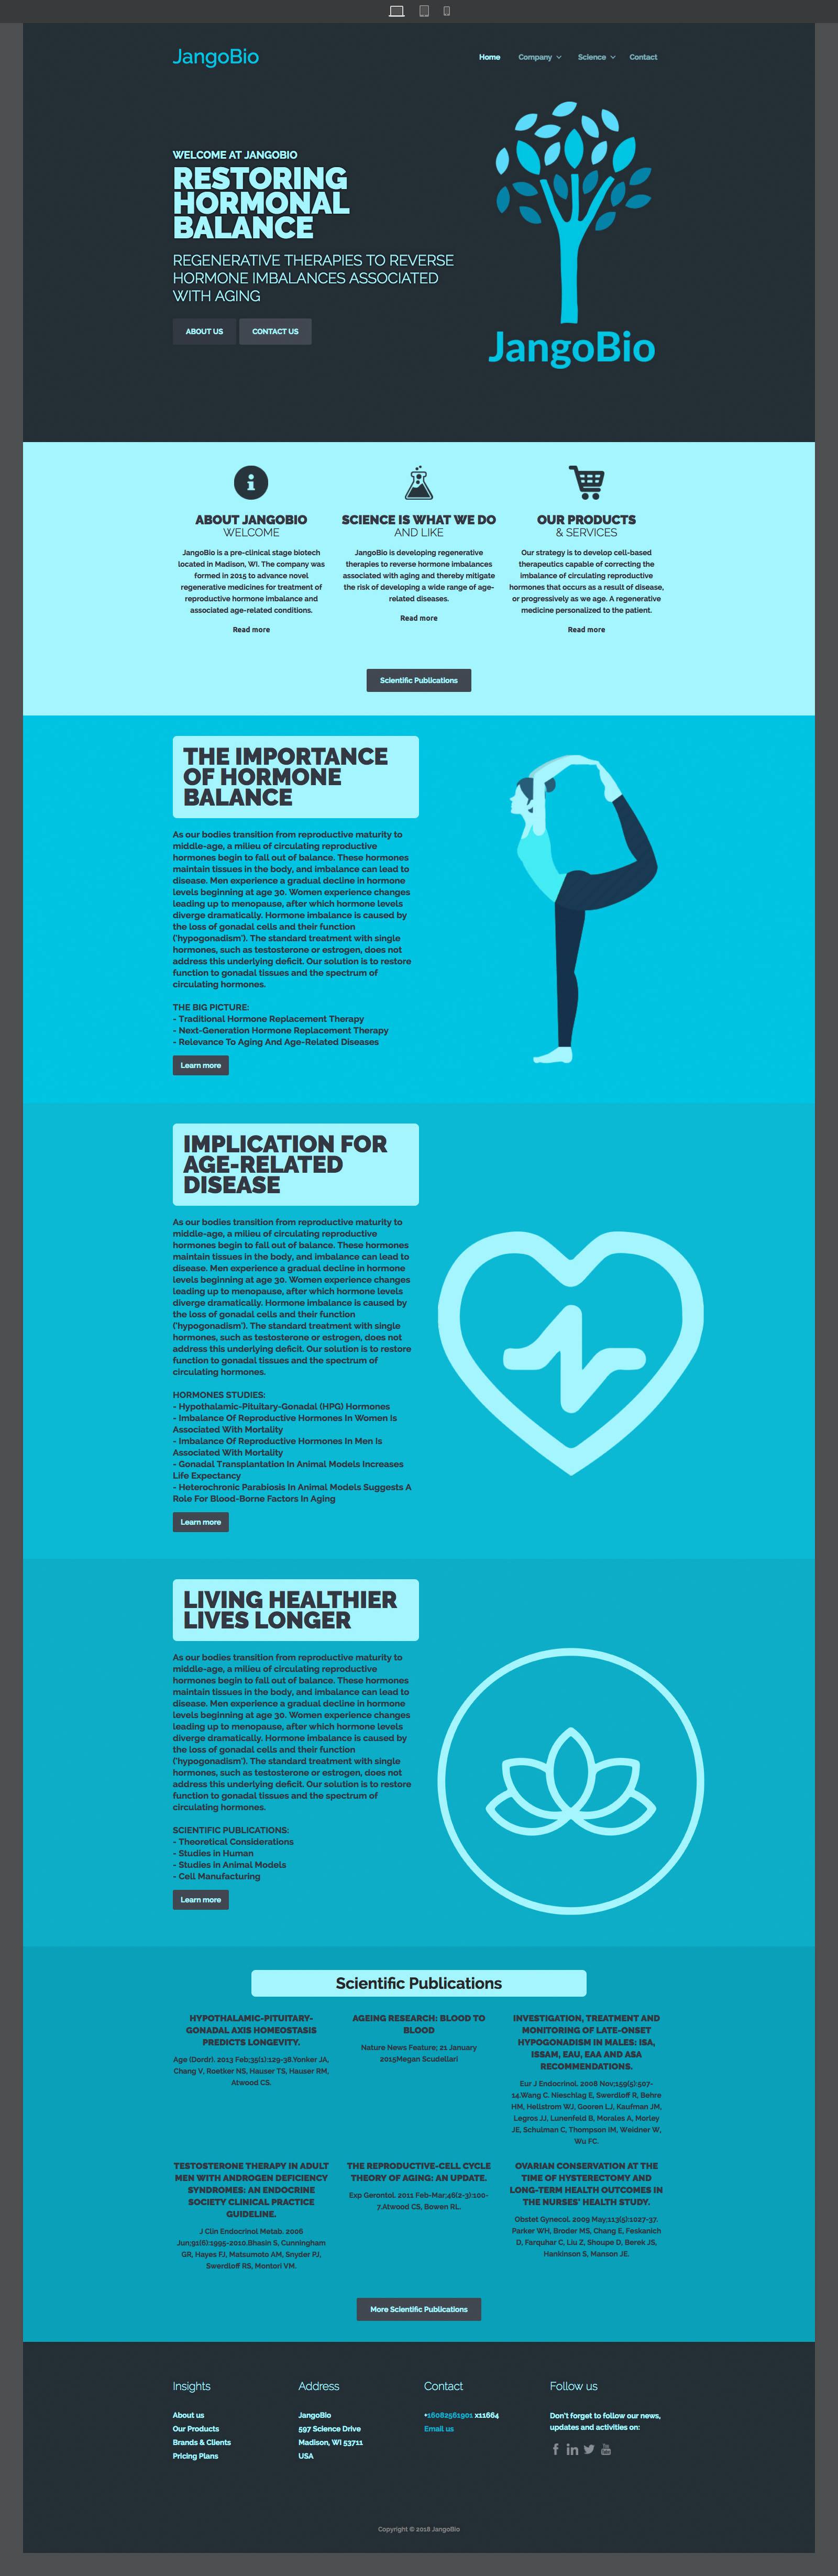 JangoBio
Home Company Science Contact
WELCOME AT JANGOBIO
RESTORING
HORMONAL
BALANCE
REGENERATIVE THERAPIES TO REVERSE
HORMONE IMBALANCES ASSOCIATED
WITH AGING
ABOUT US CONTACT US
JangoBio
ABOUT JANGOBIO
WELCOME
JangoBio is a pre-clinical stage biotech
located in Madison, WI. The company was
formed in 2015 to advance novel
regenerative medicines for treatment of
reproductive hormone imbalance and
associated age-related conditions.
Read more
SCIENCE IS WHAT WE DO
AND LIKE
JangoBio is developing regenerative
therapies to reverse hormone imbalances
associated with aging and thereby mitigate
the risk of developing a wide range of age-
related diseases.
Read more
OUR PRODUCTS
& SERVICES
Our strategy is to develop cell-based
therapeutics capable of correcting the
imbalance of circulating reproductive
hormones that occurs as a result of disease,
or progressively as we age. A regenerative
medicine personalized to the patient.
Read more
Scientific Publications
THE IMPORTANCE
OF HORMONE
BALANCE
As our bodies transition from reproductive maturity to
middle-age, a milieu of circulating reproductive
hormones begin to fall out of balance. These hormones
maintain tissues in the body, and imbalance can lead to
disease. Men experience a gradual decline in hormone
levels beginning at age 30. Women experience changes
leading up to menopause, after which hormone levels
diverge dramatically. Hormone imbalance is caused by
the loss of gonadal cells and their function
('hypogonadism'). The standard treatment with single
hormones, such as testosterone or estrogen, does not
address this underlying deficit. Our solution is to restore
function to gonadal tissues and the spectrum of
circulating hormones.
THE BIG PICTURE:
- Traditional Hormone Replacement Therapy
- Next-Generation Hormone Replacement Therapy
- Relevance To Aging And Age-Related Diseases
Learn more
IMPLICATION FOR
AGE-RELATED
DISEASE
As our bodies transition from reproductive maturity to
middle-age, a milieu of circulating reproductive
hormones begin to fall out of balance. These hormones
maintain tissues in the body, and imbalance can lead to
disease. Men experience a gradual decline in hormone
levels beginning at age 30. Women experience changes
leading up to menopause, after which hormone levels
diverge dramatically. Hormone imbalance is caused by
the loss of gonadal cells and their function
('hypogonadism'). The standard treatment with single
hormones, such as testosterone or estrogen, does not
address this underlying deficit. Our solution is to restore
function to gonadal tissues and the spectrum of
circulating hormones.
HORMONES STUDIES:
- Hypothalamic-Pituitary-Gonadal (HPG) Hormones
- Imbalance Of Reproductive Hormones In Women Is
Associated With Mortality
- Imbalance Of Reproductive Hormones In Men Is
Associated With Mortality
- Gonadal Transplantation In Animal Models Increases
Life Expectancy
- Heterochronic Parabiosis In Animal Models Suggests A
Role For Blood-Borne Factors In Aging
Learn more
LIVING HEALTHIER
LIVES LONGER
As our bodies transition from reproductive maturity to
middle-age, a milieu of circulating reproductive
hormones begin to fall out of balance. These hormones
maintain tissues in the body, and imbalance can lead to
disease. Men experience a gradual decline in hormone
levels beginning at age 30. Women experience changes
leading up to menopause, after which hormone levels
diverge dramatically. Hormone imbalance is caused by
the loss of gonadal cells and their function
('hypogonadism'). The standard treatment with single
hormones, such as testosterone or estrogen, does not
address this underlying deficit. Our solution is to restore
function to gonadal tissues and the spectrum of
circulating hormones.
SCIENTIFIC PUBLICATIONS:
- Theoretical Considerations
- Studies in Human
- Studies in Animal Models
- Cell Manufacturing
Learn more
Scientific Publications
HYPOTHALAMIC-PITUITARY-
GONADAL AXIS HOMEOSTASIS
PREDICTS LONGEVITY.
Age (Dordr). 2013 Feb;35(1):129-38.Yonker JA,
Chang V, Roetker NS, Hauser TS, Hauser RM,
Atwood CS.
AGEING RESEARCH: BLOOD TO
BLOOD
Nature News Feature; 21 January
2015Megan Scudellari
INVESTIGATION, TREATMENT AND
MONITORING OF LATE-ONSET
HYPOGONADISM IN MALES: ISA,
ISSAM, EAU, EAA AND ASA
RECOMMENDATIONS.
Eur J Endocrinol. 2008 Nov;159(5):507-
14.Wang C. Nieschlag E, Swerdloff R, Behre
HM, Hellstrom WJ, Gooren LJ, Kaufman JM,
Legros JJ, Lunenfeld B, Morales A, Morley
JE, Schulman C, Thompson IM, Weidner W,
Wu FC.
TESTOSTERONE THERAPY IN ADULT
MEN WITH ANDROGEN DEFICIENCY
SYNDROMES: AN ENDOCRINE
SOCIETY CLINICAL PRACTICE
GUIDELINE.
J Clin Endocrinol Metab. 2006
Jun;91(6):1995-2010.Bhasin S, Cunningham
GR, Hayes FJ, Matsumoto AM, Snyder PJ,
Swerdloff RS, Montori VM.
THE REPRODUCTIVE-CELL CYCLE
THEORY OF AGING: AN UPDATE.
Exp Gerontol. 2011 Feb-Mar;46(2-3):100-
7.Atwood CS, Bowen RL.
OVARIAN CONSERVATION AT THE
TIME OF HYSTERECTOMY AND
LONG-TERM HEALTH OUTCOMES IN
THE NURSES' HEALTH STUDY.
Obstet Gynecol. 2009 May;113(5):1027-37.
Parker WH, Broder MS, Chang E, Feskanich
D, Farquhar C, Liu Z, Shoupe D, Berek JS,
Hankinson S, Manson JE.
More Scientific Publications
Insights
About us
Our Products
Brands & Clients
Pricing Plans
Address
JangoBio
597 Science Drive
Madison, WI 53711
USA
Contact
+16082561901 x11664
Email us
Follow us
Don't forget to follow our news,
updates and activities on:
Copyright © 2018 JangoBio